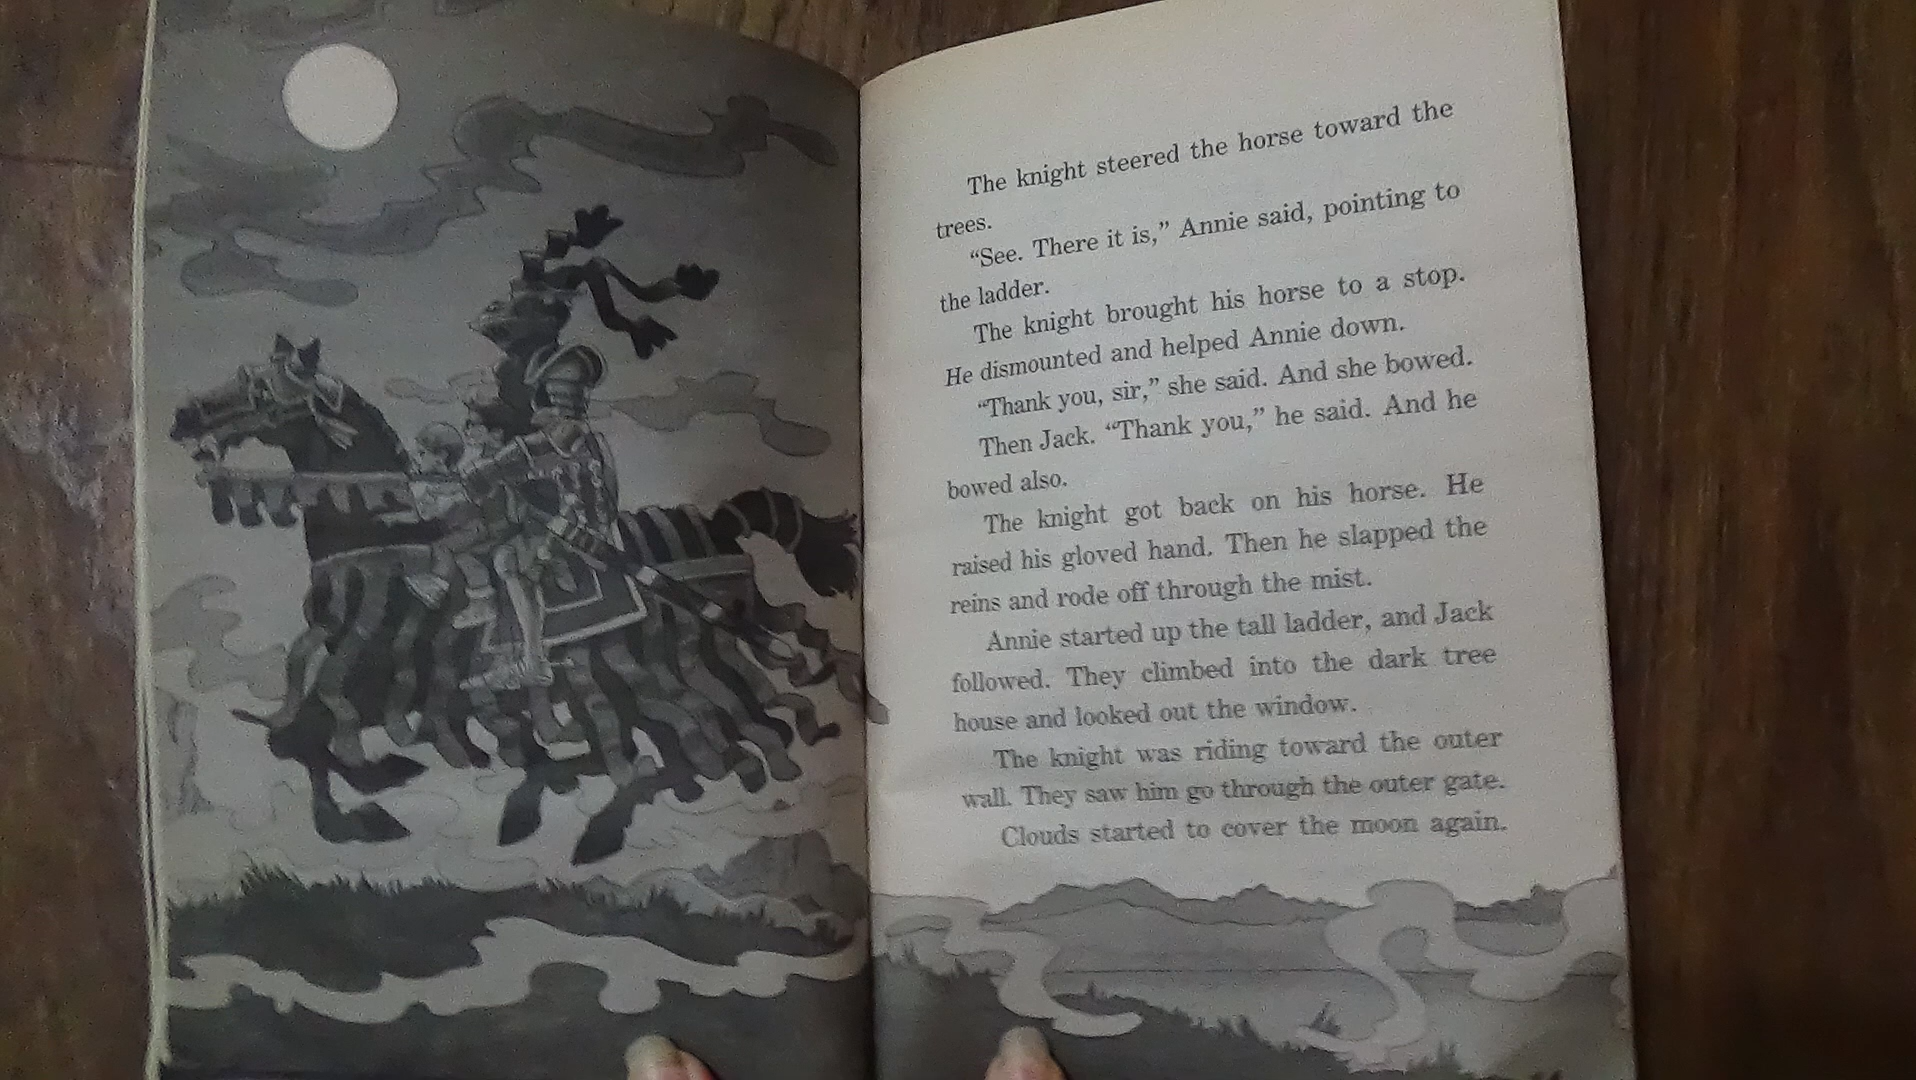 The knight steered the horse toward the
trees.
“See. There it is,” Annie said, pointing to
the ladder.
The knight brought his horse to a stop.
He dismounted and helped Annie down.
“Thank you, sir,” she said. And she bowed.
Then Jack. “Thank you,” he said. And he
bowed also.
The knight got back on his horse. He
raised his gloved hand. Then he slapped the
reins and rode off through the mist.
Annie started up the tall ladder, and Jack
followed. They climbed into the dark tree
house and looked out the window.
The knight was riding toward the outer
wall. They saw him go through the outer gate.
Clouds started to cover the moon again.